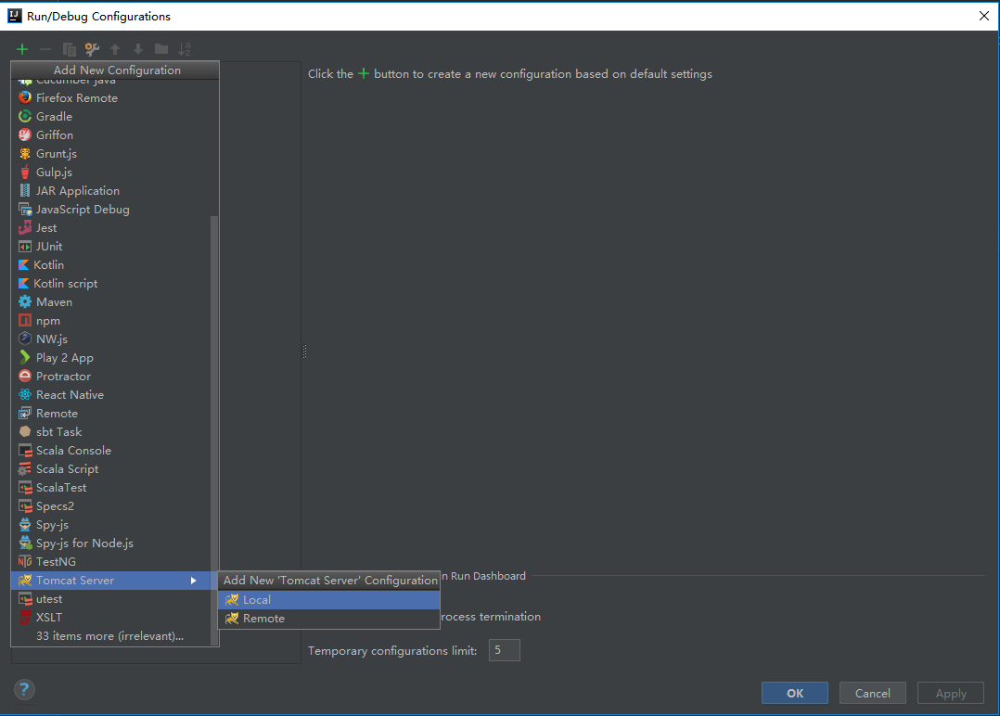 Run/Debug Configurations
Add New Configuration
Click the + button to create a new configuration based on default settings
Cucumber java
Firefox Remote
Gradle
Griffon
Grunt.js
Gulp.js
JAR Application
JavaScript Debug
Jest
JUnit
Kotlin
Kotlin script
Maven
npm
NW.js
Play 2 App
Protractor
React Native
Remote
sbt Task
Scala Console
Scala Script
ScalaTest
Specs2
Spy-js
Spy-js for Node.js
TestNG
Tomcat Server
utest
XSLT
33 items more (irrelevant)...
Add New 'Tomcat Server' Configuration
Local
Remote
n Run Dashboard
rocess termination
Temporary configurations limit: 5
?
OK
Cancel
Apply